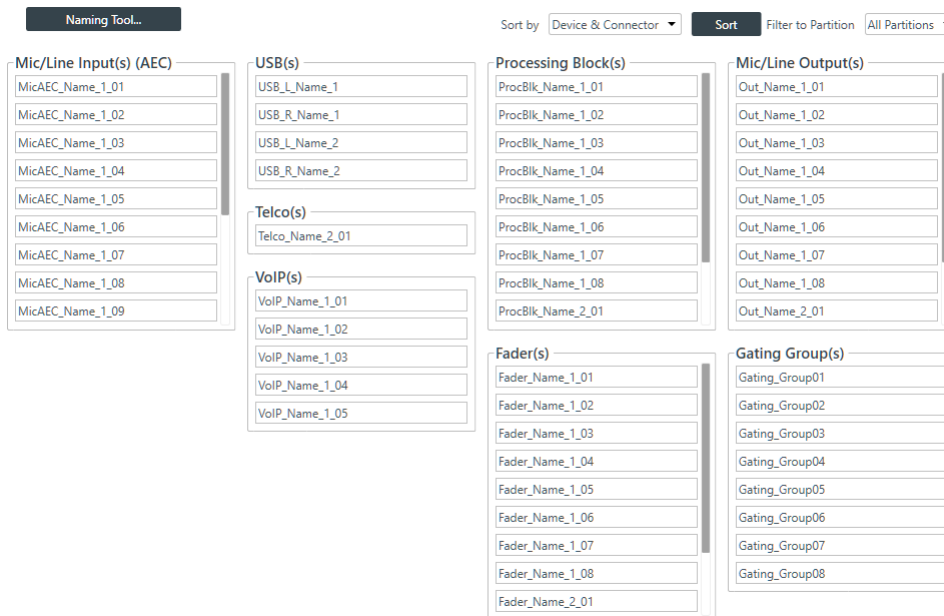 Naming Tool...
Sort by Device & Connector Sort Filter to Partition All Partitions
Mic/Line Input(s) (AEC)
MicAEC_Name_1_01
MicAEC_Name_1_02
MicAEC_Name_1_03
MicAEC_Name_1_04
MicAEC_Name_1_05
MicAEC_Name_1_06
MicAEC_Name_1_07
MicAEC_Name_1_08
MicAEC_Name_1_09
USB(s)
USB_L_Name_1
USB_R_Name_1
USB_L_Name_2
USB_R_Name_2
Telco(s)
Telco_Name_2_01
VoIP(s)
VoIP_Name_1_01
VoIP_Name_1_02
VoIP_Name_1_03
VoIP_Name_1_04
VoIP_Name_1_05
Processing Block(s)
ProcBlk_Name_1_01
ProcBlk_Name_1_02
ProcBlk_Name_1_03
ProcBlk_Name_1_04
ProcBlk_Name_1_05
ProcBlk_Name_1_06
ProcBlk_Name_1_07
ProcBlk_Name_1_08
ProcBlk_Name_2_01
Fader(s)
Fader_Name_1_01
Fader_Name_1_02
Fader_Name_1_03
Fader_Name_1_04
Fader_Name_1_05
Fader_Name_1_06
Fader_Name_1_07
Fader_Name_1_08
Fader_Name_2_01
Mic/Line Output(s)
Out_Name_1_01
Out_Name_1_02
Out_Name_1_03
Out_Name_1_04
Out_Name_1_05
Out_Name_1_06
Out_Name_1_07
Out_Name_1_08
Out_Name_2_01
Gating Group(s)
Gating_Group01
Gating_Group02
Gating_Group03
Gating_Group04
Gating_Group05
Gating_Group06
Gating_Group07
Gating_Group08